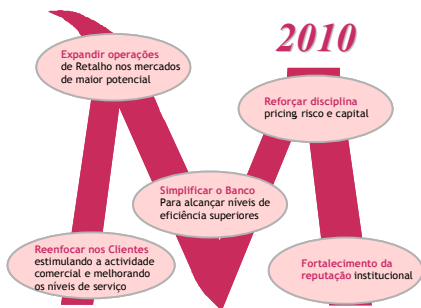 2010
Expandir operações
de Retalho nos mercados
de maior potencial
Reforçar disciplina
pricing, risco e capital
Simplificar o Banco
Para alcançar níveis de
eficiência superiores
Reenfocar nos Clientes
estimulando a actividade
comercial e melhorando
os níveis de serviço
Fortalecimento da
reputação institucional